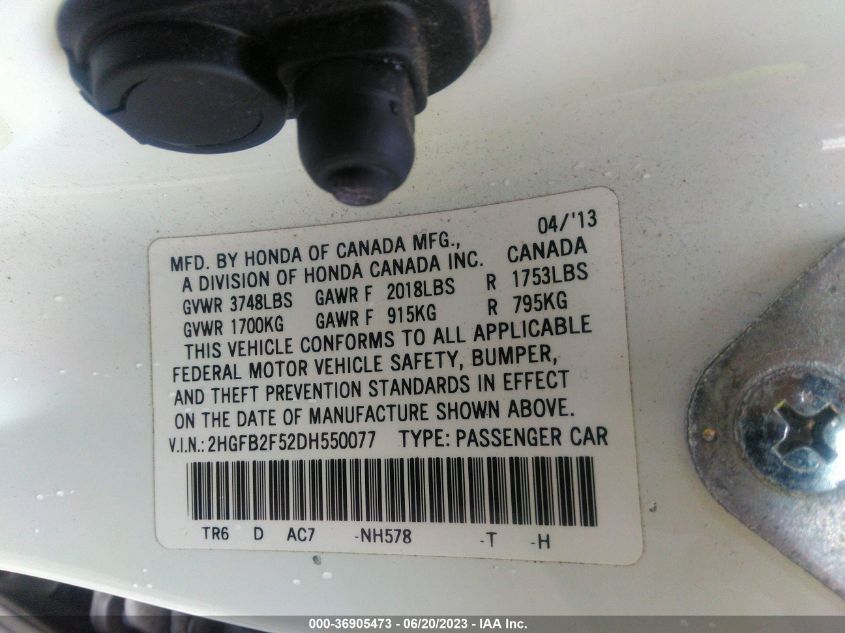 04/'13
MFD. BY HONDA OF CANADA MFG.,
A DIVISION OF HONDA CANADA INC. CANADA
GVWR 3748LBS GAWR F 2018LBS R 1753LBS
GVWR 1700KG GAWR F 915KG R 795KG
THIS VEHICLE CONFORMS TO ALL APPLICABLE
FEDERAL MOTOR VEHICLE SAFETY, BUMPER,
AND THEFT PREVENTION STANDARDS IN EFFECT
ON THE DATE OF MANUFACTURE SHOWN ABOVE.
V.I.N.: 2HGFB2F52DH550077 TYPE: PASSENGER CAR
TR6 D AC7 -NH578 -T -H
000-36905473 - 06/20/2023 - IAA Inc.